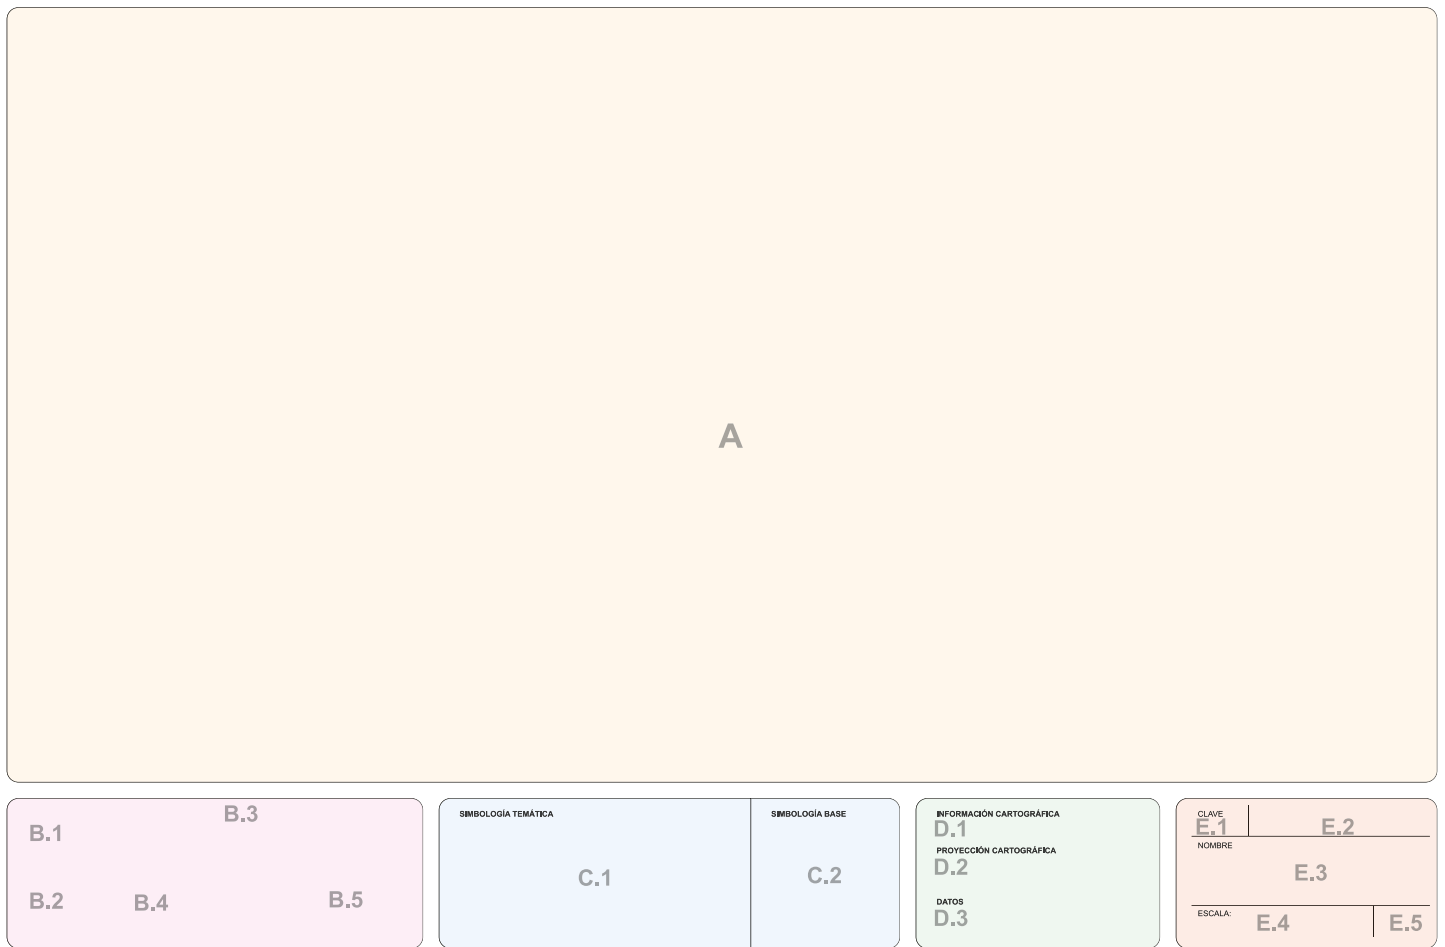 A
B.1
B.3
B.2
B.4
B.5
SIMBOLOGÍA TEMÁTICA
C.1
SIMBOLOGÍA BASE
C.2
INFORMACIÓN CARTOGRÁFICA
D.1
PROYECCIÓN CARTOGRÁFICA
D.2
DATOS
D.3
CLAVE
E.1
E.2
NOMBRE
E.3
ESCALA:
E.4
E.5